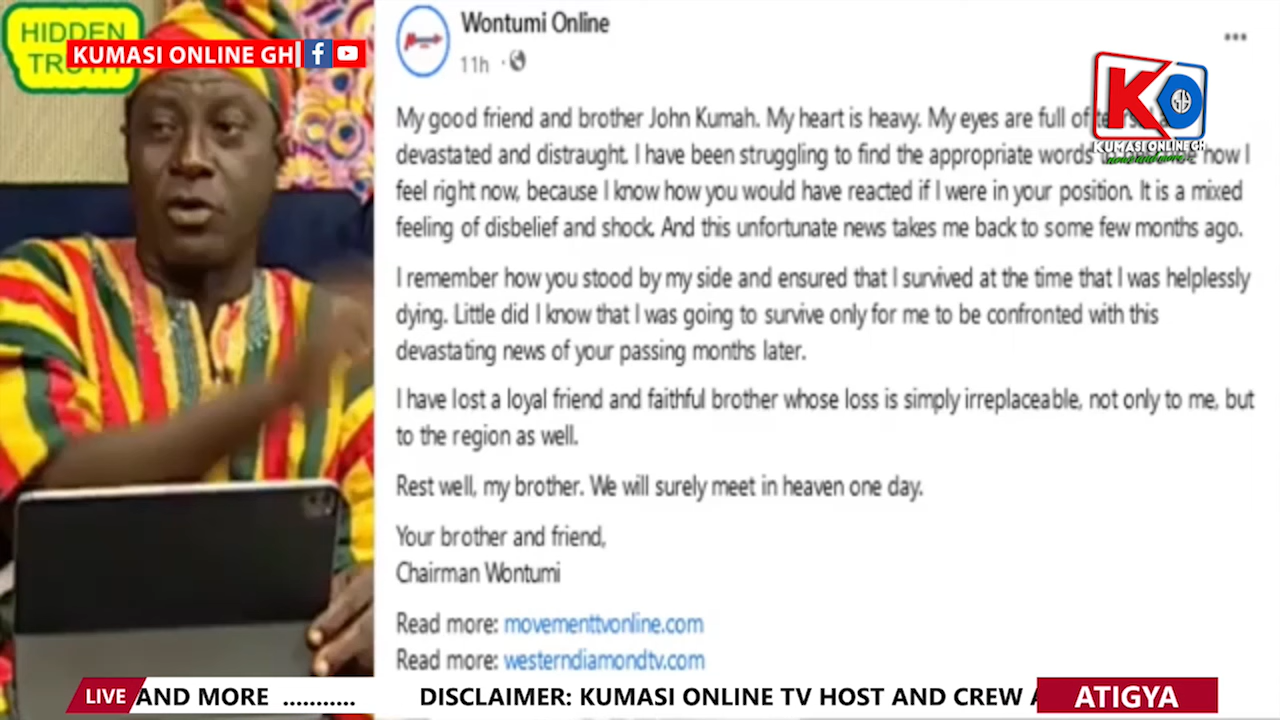 HIDDEN
TRUTH
KUMASI ONLINE GH
Wontumi Online
11h
KO
KUMASI ONLINE GH
My good friend and brother John Kumah. My heart is heavy. My eyes are full of
devastated and distraught. I have been struggling to find the appropriate words how I
feel right now, because I know how you would have reacted if I were in your position. It is a mixed
feeling of disbelief and shock. And this unfortunate news takes me back to some few months ago.
I remember how you stood by my side and ensured that I survived at the time that I was helplessly
dying. Little did I know that I was going to survive only for me to be confronted with this
devastating news of your passing months later.
I have lost a loyal friend and faithful brother whose loss is simply irreplaceable, not only to me, but
to the region as well.
Rest well, my brother. We will surely meet in heaven one day.
Your brother and friend,
Chairman Wontumi
Read more: movementtvonline.com
Read more: westerndiamondtv.com
LIVE AND MORE ........... DISCLAIMER: KUMASI ONLINE TV HOST AND CREW ATIGYA